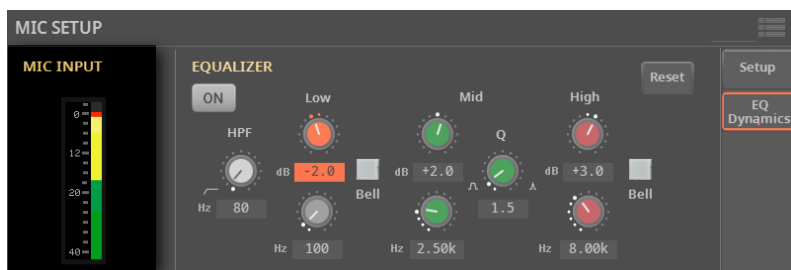 MIC SETUP
MIC INPUT
0
12
20
40
EQUALIZER
ON
Reset
Low
Mid
High
HPF
Q
dB -2.0
Bell
dB +2.0
dB +3.0
Bell
Hz 80
1.5
Hz 100
Hz 2.50k
Hz 8.00k
Setup
EQ
Dynamics